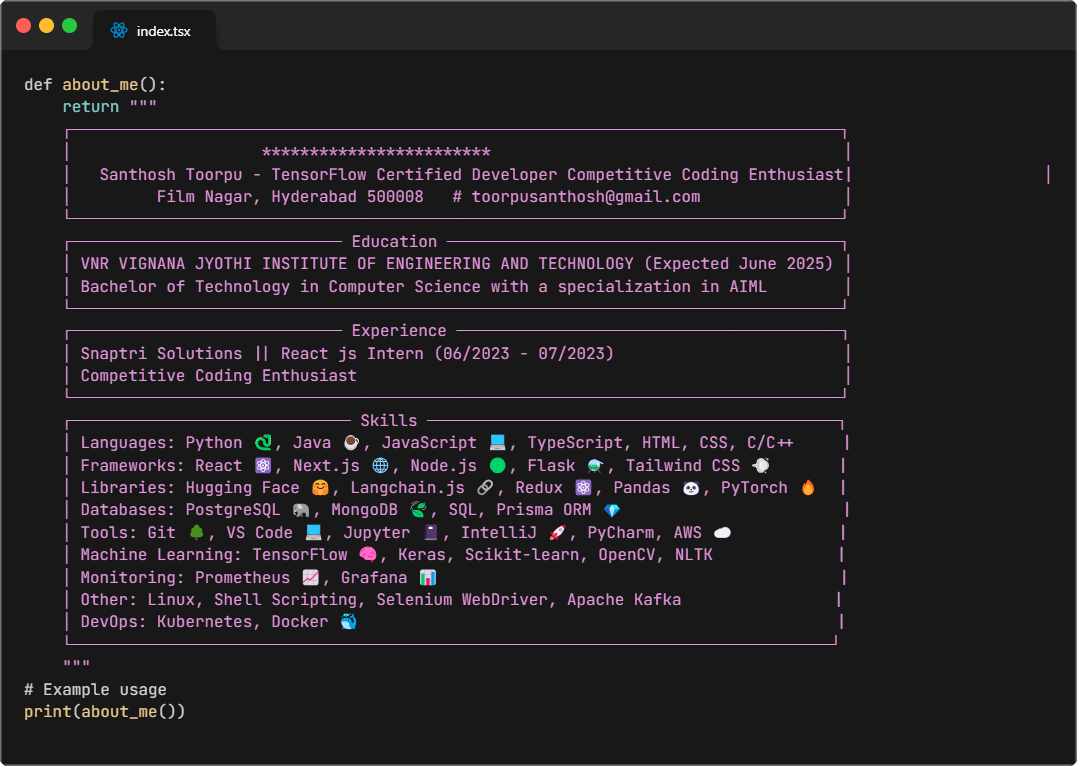 index.tsx
def about_me():
return """
************************
Santhosh Toorpu - TensorFlow Certified Developer Competitive Coding Enthusiast| |
Film Nagar, Hyderabad 500008 # toorpusanthosh@gmail.com
Education
VNR VIGNANA JYOTHI INSTITUTE OF ENGINEERING AND TECHNOLOGY (Expected June 2025)
Bachelor of Technology in Computer Science with a specialization in AIML
Experience
Snaptri Solutions || React js Intern (06/2023 - 07/2023)
Competitive Coding Enthusiast
Skills
Languages: Python 🐍, Java ☕, JavaScript 💻, TypeScript, HTML, CSS, C/C++
Frameworks: React ⚛️, Next.js 🌐, Node.js 🟢, Flask ⚗️, Tailwind CSS 💨
Libraries: Hugging Face 🤗, Langchain.js 🔗, Redux ⚛️, Pandas 🐼, PyTorch 🔥
Databases: PostgreSQL 🐘, MongoDB 🍃, SQL, Prisma ORM 💎
Tools: Git 🌳, VS Code 💻, Jupyter 📓, IntelliJ 🚀, PyCharm, AWS ☁️
Machine Learning: TensorFlow 🧠, Keras, Scikit-learn, OpenCV, NLTK
Monitoring: Prometheus 📈, Grafana 📊
Other: Linux, Shell Scripting, Selenium WebDriver, Apache Kafka
DevOps: Kubernetes, Docker 🐳
"""
# Example usage
print(about_me())